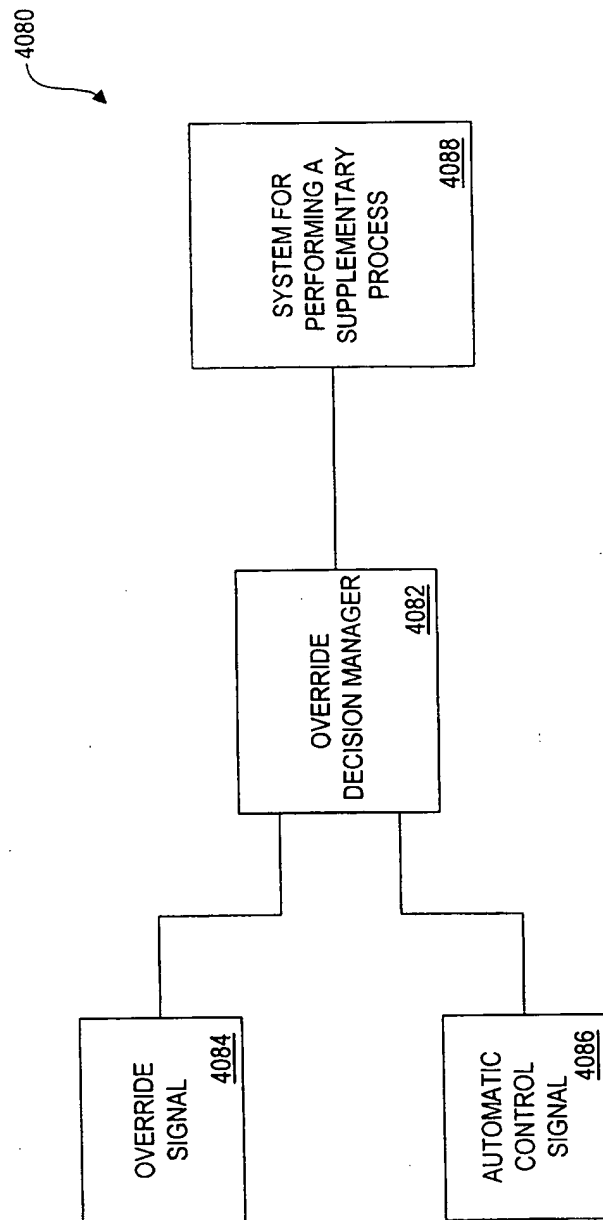 4080
OVERRIDE
SIGNAL
4084
AUTOMATIC
CONTROL
SIGNAL
4086
OVERRIDE
DECISION MANAGER
4082
SYSTEM FOR
PERFORMING A
SUPPLEMENTARY
PROCESS
4088